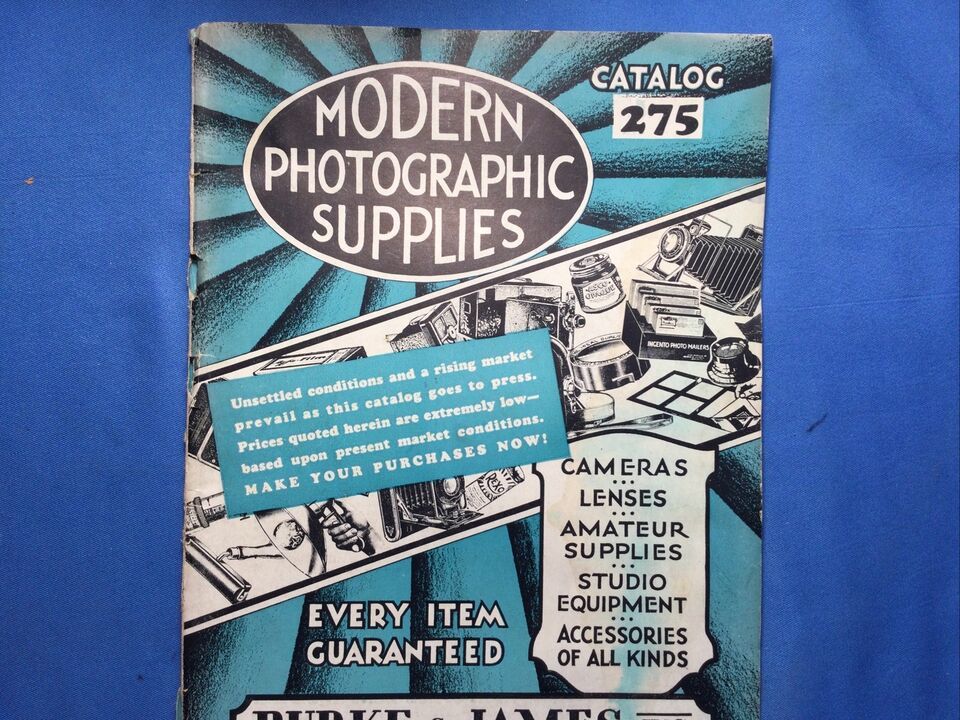 MODERN
PHOTOGRAPHIC
SUPPLIES
CATALOG
275
INGENTO PHOTO MAILERS
Unsettled conditions and a rising market
prevail as this catalog goes to press.
Prices quoted herein are extremely low—
based upon present market conditions.
MAKE YOUR PURCHASES NOW!
REXO
CAMERAS
LENSES
AMATEUR
SUPPLIES
STUDIO
EQUIPMENT
ACCESSORIES
OF ALL KINDS
EVERY ITEM
GUARANTEED
BURKE & JAMES INC